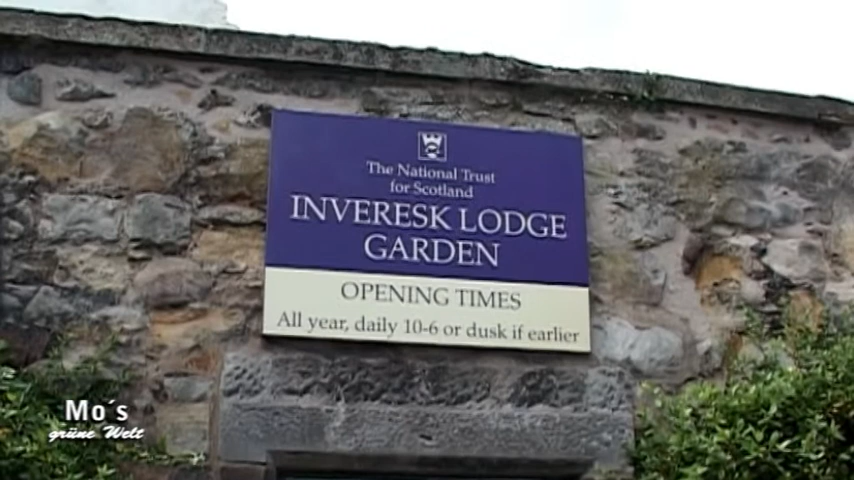 The National Trust
for Scotland
INVERESK LODGE
GARDEN
OPENING TIMES
All year, daily 10-6 or dusk if earlier
Mo´s
grüne Welt